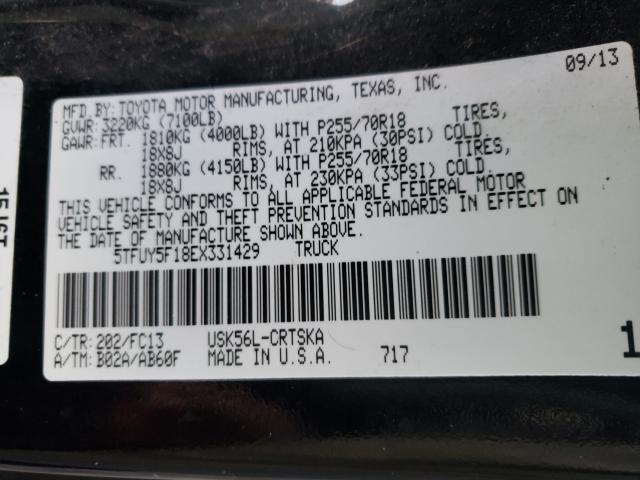 09/13
MFD. BY: TOYOTA MOTOR MANUFACTURING, TEXAS, INC.
GVWR: 3220KG (7100LB)
GAWR: FRT. 1810KG (4000LB) WITH P255/70R18 TIRES,
18X8J RIMS, AT 210KPA (30PSI) COLD.
RR. 1880KG (4150LB) WITH P255/70R18 TIRES,
18X8J RIMS, AT 230KPA (33PSI) COLD
THIS VEHICLE CONFORMS TO ALL APPLICABLE FEDERAL MOTOR
VEHICLE SAFETY AND THEFT PREVENTION STANDARDS IN EFFECT ON
THE DATE OF MANUFACTURE SHOWN ABOVE.
5TFUY5F18EX331429 TRUCK
C/TR: 202/FC13 USK56L-CRTSKA
A/TM: B02A/AB60F MADE IN U.S.A. 717
1